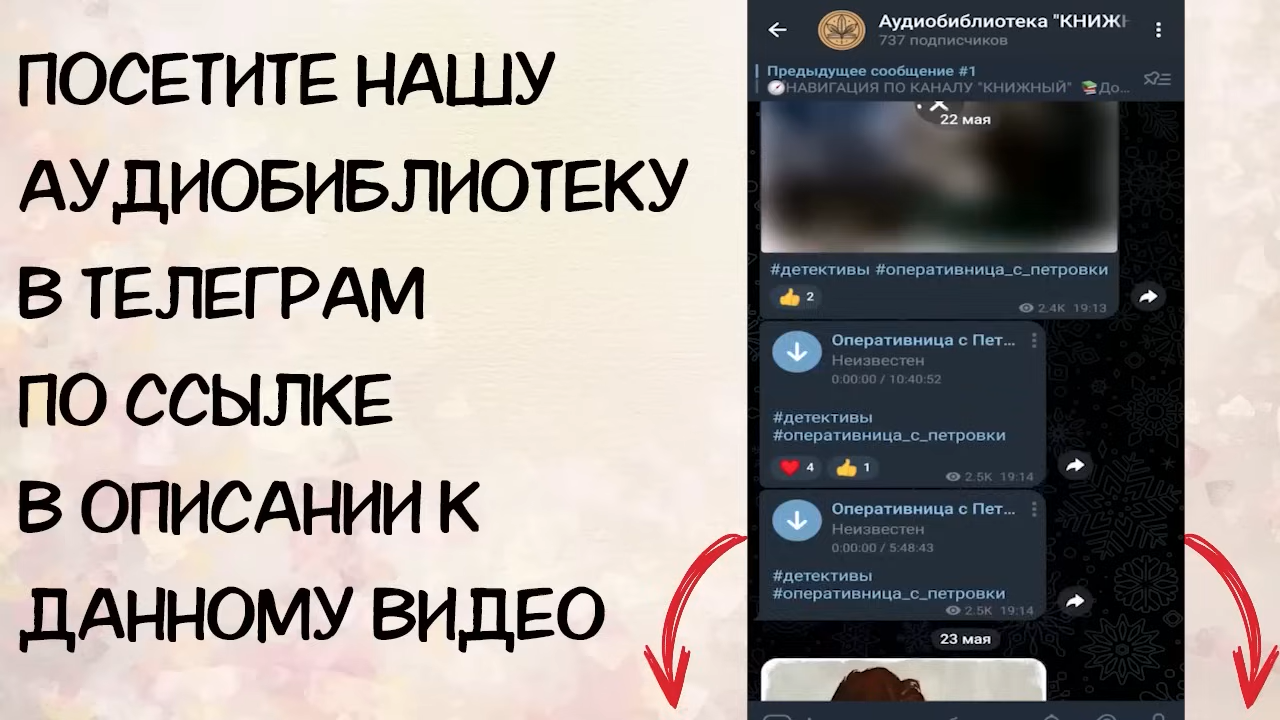 ПОСЕТИТЕ НАШУ
АУДИОБИБЛИОТЕКУ
В ТЕЛЕГРАМ
ПО ССЫЛКЕ
В ОПИСАНИИ К
ДАННОМУ ВИДЕО
Аудиобиблиотека "КНИЖН
737 подписчиков
Предыдущее сообщение #1
НАВИГАЦИЯ ПО КАНАЛУ "КНИЖНЫЙ" 📚До...
22 мая
#детективы #оперативница_с_петровки
👍 2
2.4K 19:13
Оперативница с Пет...
Неизвестен
0:00:00 / 10:40:52
#детективы
#оперативница_с_петровки
❤️ 4 👍 1
2.5K 19:14
Оперативница с Пет...
Неизвестен
0:00:00 / 5:48:43
#детективы
#оперативница_с_петровки
2.5K 19:14
23 мая